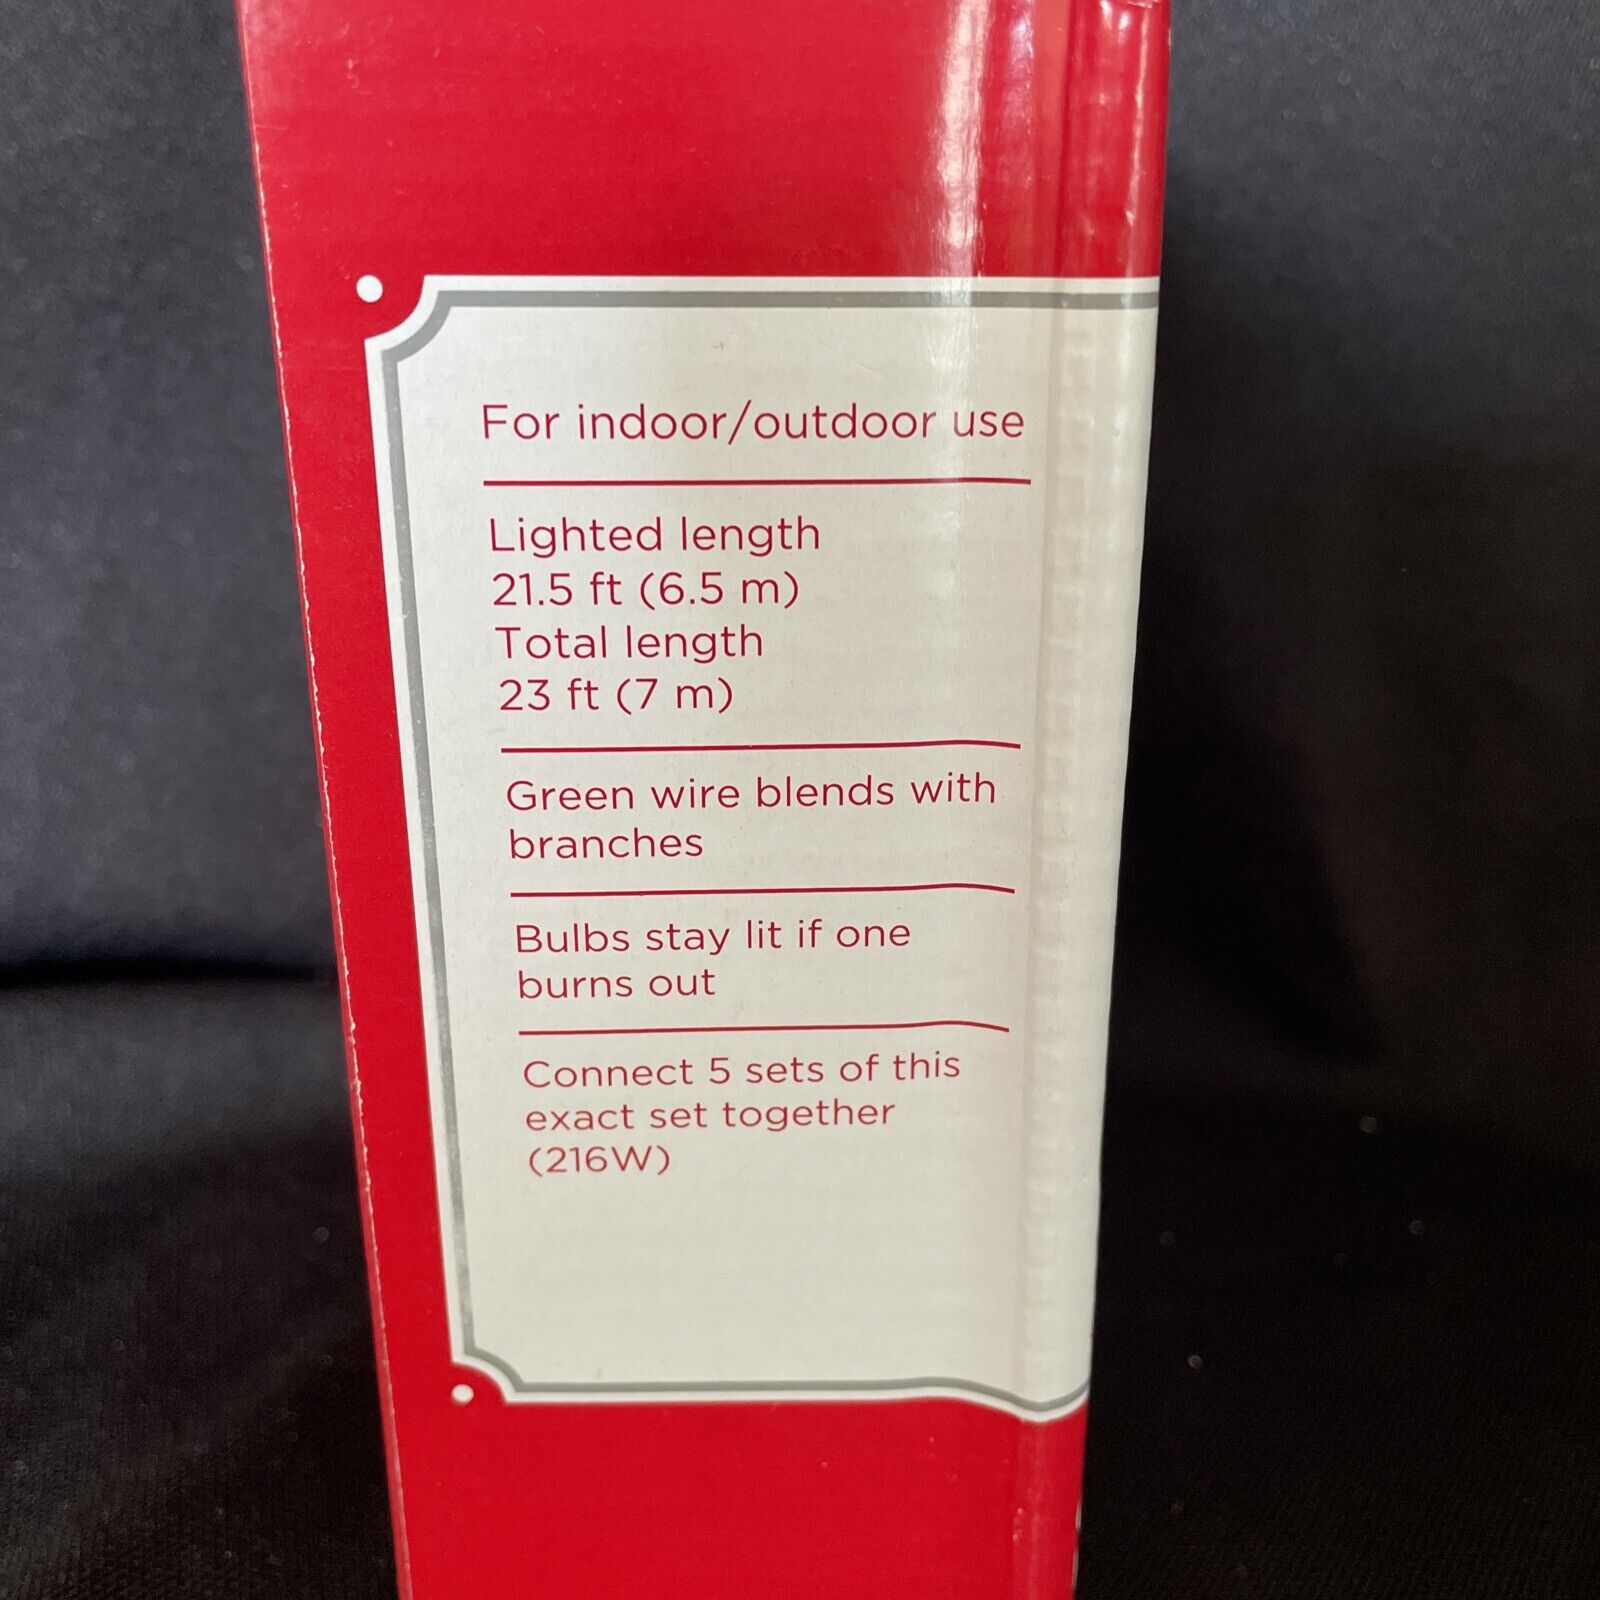 For indoor/outdoor use
Lighted length
21.5 ft (6.5 m)
Total length
23 ft (7 m)
Green wire blends with
branches
Bulbs stay lit if one
burns out
Connect 5 sets of this
exact set together
(216W)